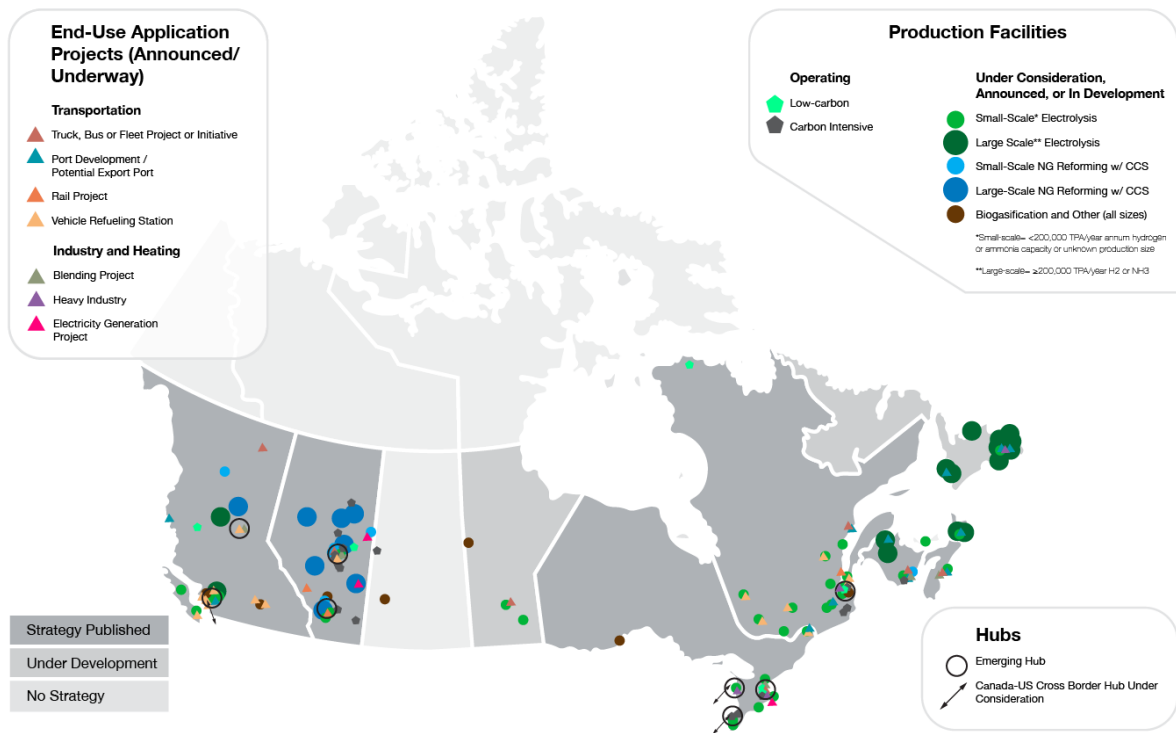 End-Use Application
Projects (Announced/
Underway)
Transportation
Truck, Bus or Fleet Project or Initiative
Port Development /
Potential Export Port
Rail Project
Vehicle Refueling Station
Industry and Heating
Blending Project
Heavy Industry
Electricity Generation
Project
Production Facilities
Operating
Low-carbon
Carbon Intensive
Under Consideration,
Announced, or In Development
Small-Scale* Electrolysis
Large Scale** Electrolysis
Small-Scale NG Reforming w/ CCS
Large-Scale NG Reforming w/ CCS
Biogasification and Other (all sizes)
*Small-scale= <200,000 TPA/year annum hydrogen
or ammonia capacity or unknown production size
**Large-scale= ≥200,000 TPA/year H2 or NH3
Strategy Published
Under Development
No Strategy
Hubs
Emerging Hub
Canada-US Cross Border Hub Under
Consideration